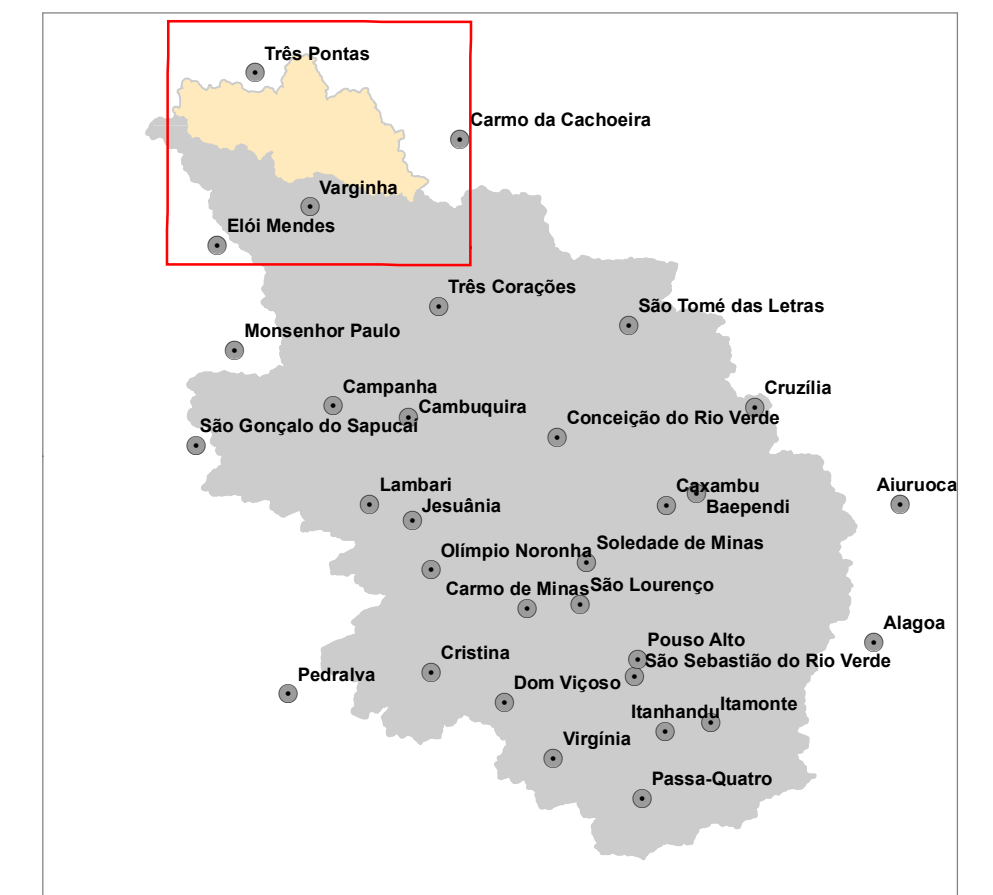 Três Pontas
Carmo da Cachoeira
Varginha
Elói Mendes
Três Corações
São Tomé das Letras
Monsenhor Paulo
Campanha
Cruzília
Cambuquira
Conceição do Rio Verde
São Gonçalo do Sapucaí
Lambari
Caxambu
Aiuruoca
Jesuânia
Baependi
Soledade de Minas
Olímpio Noronha
São Lourenço
Carmo de Minas
Alagoa
Pouso Alto
Cristina
São Sebastião do Rio Verde
Pedralva
Dom Viçoso
Itamonte
Itanhandu
Virgínia
Passa-Quatro